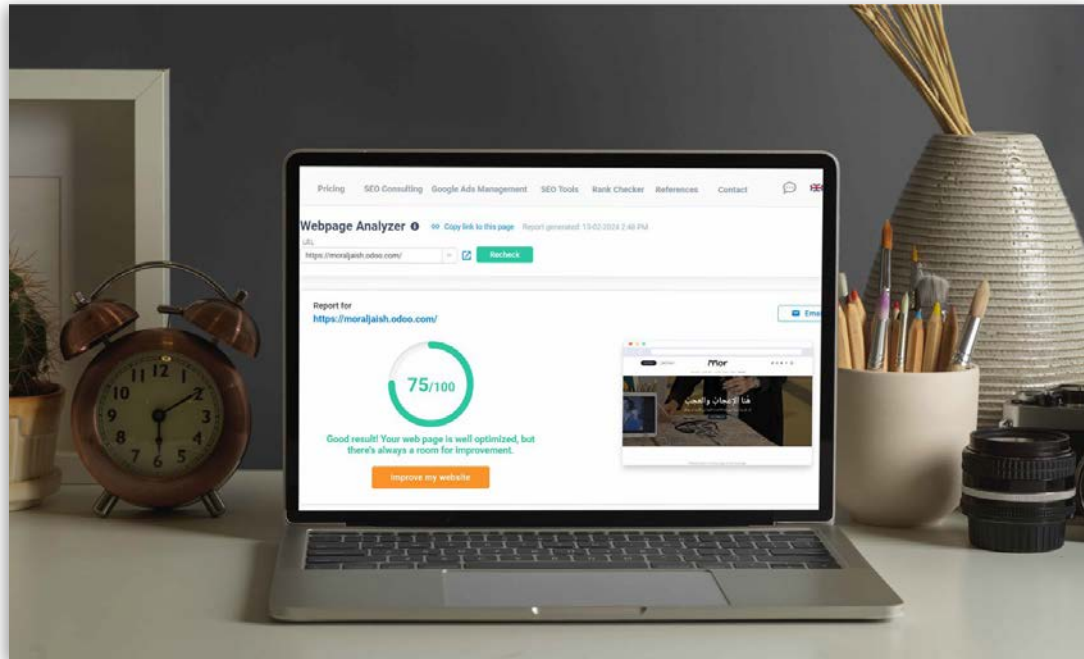 Pricing SEO Consulting Google Ads Management SEO Tools Rank Checker References Contact
Webpage Analyzer Copy link to this page Report generated: 13-02-2024 2:48 PM
URL
https://moraljaish.odoo.com/ Recheck
Report for
https://moraljaish.odoo.com/
75/100
Mor
هنا الإعجابُ والعجبُ
Good result! Your web page is well optimized, but
there's always a room for improvement.
Improve my website
12
11 1
10 2
9 3
8 4
7 6 5